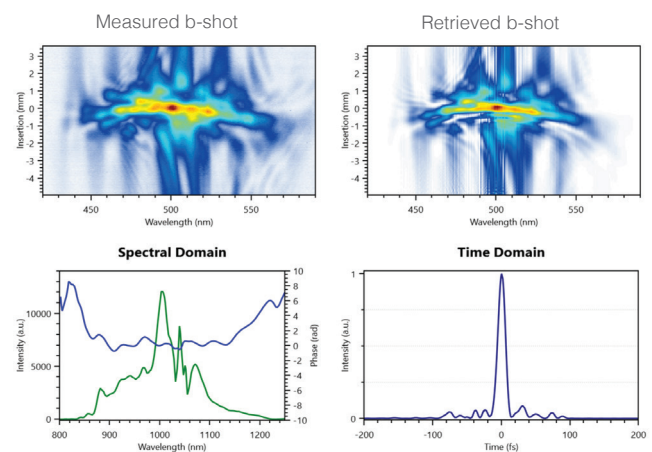 Measured b-shot
Retrieved b-shot
Insertion (mm)
3
2
1
0
-1
-2
-3
-4
450 500 550
Wavelength (nm)
Insertion (mm)
3
2
1
0
-1
-2
-3
-4
450 500 550
Wavelength (nm)
Spectral Domain
Intensity (a.u.)
10000
5000
0
10
8
6
4
2
0
-2
-4
-6
-8
-10
Phase (rad)
800 900 1000 1100 1200
Wavelength (nm)
Time Domain
Intensity (a.u.)
1
0
-200 -100 0 100 200
Time (fs)